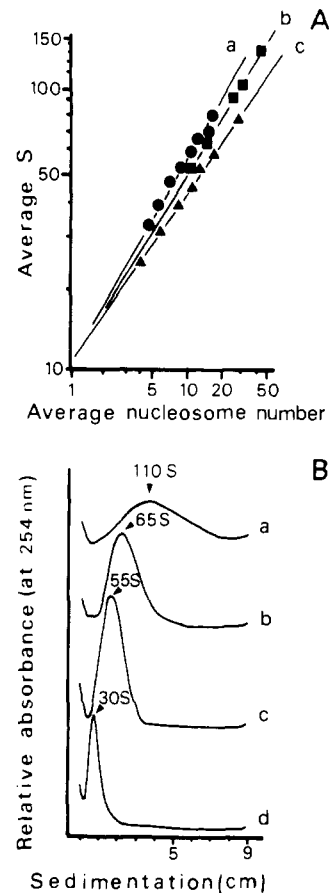 A
150
100
50
10
a
b
c
Average S
1
5
10
30
50
Average nucleosome number
B
110 S
a
65S
b
55S
c
30S
d
Relative absorbance (at 254 nm)
5
9
Sedimentation (cm)